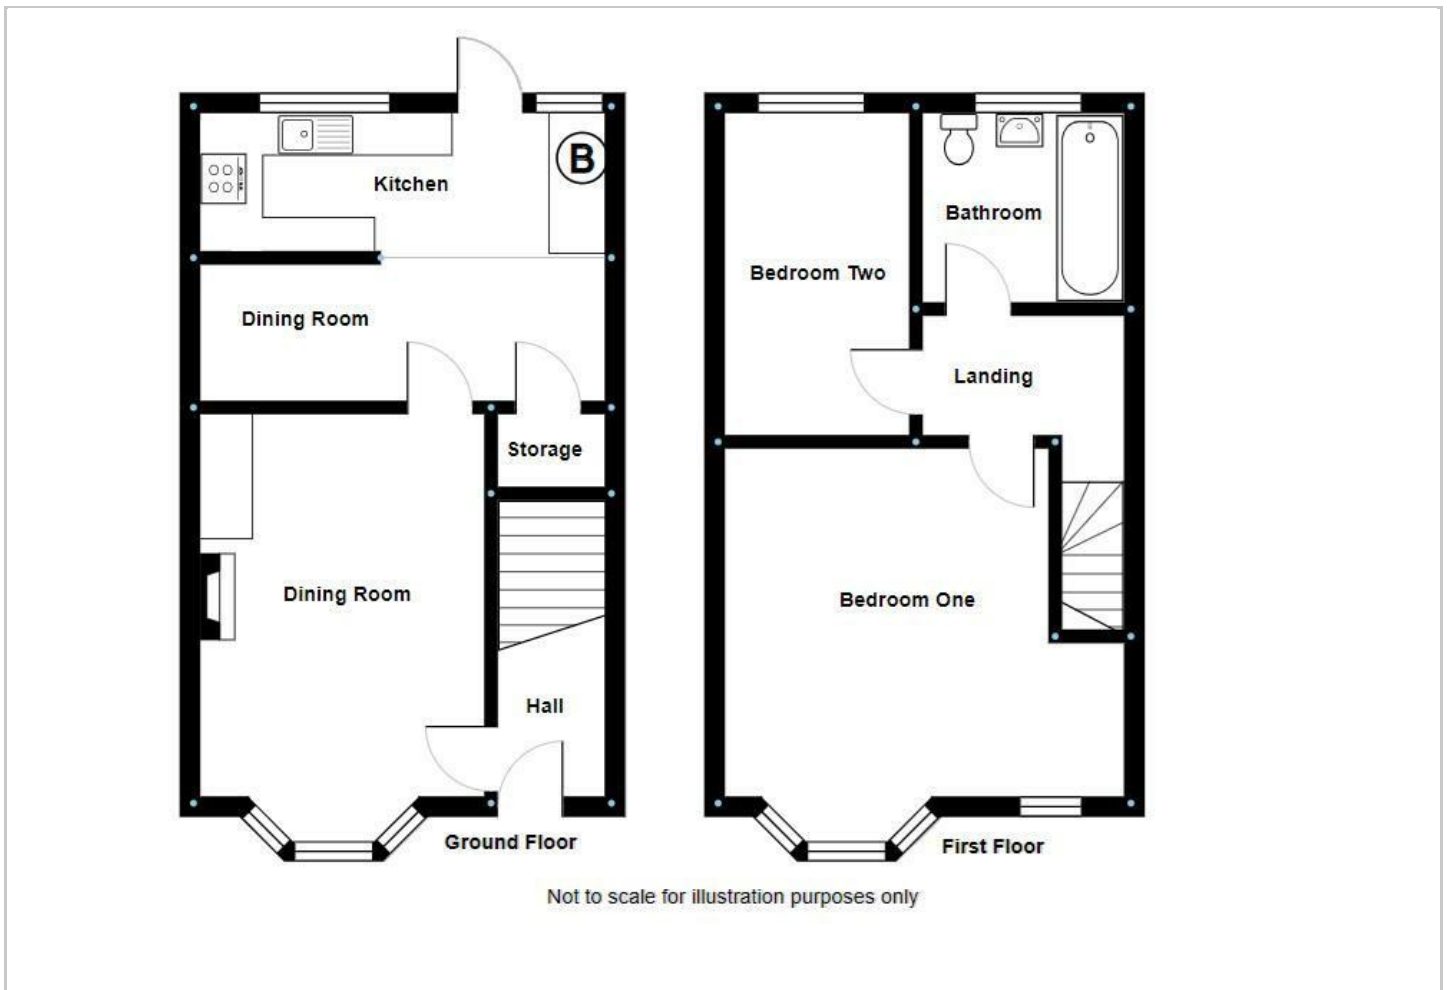 B
Kitchen
Dining Room
Storage
Dining Room
Hall
Ground Floor
Bathroom
Bedroom Two
Landing
Bedroom One
First Floor
Not to scale for illustration purposes only